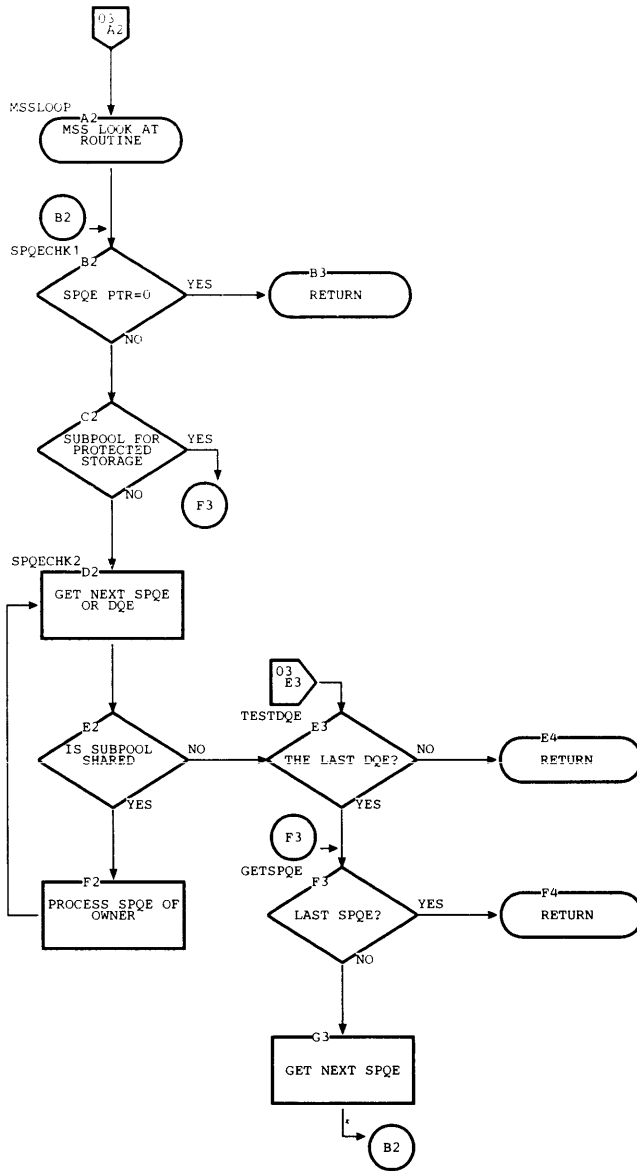 03
A2
MSSLOOP
A2
MSS LOOK AT
ROUTINE
B2
SPQECHK1
B2
SPQE PTR=0
YES
B3
RETURN
NO
C2
SUBPOOL FOR
PROTECTED
STORAGE
YES
NO
F3
SPQECHK2
D2
GET NEXT SPQE
OR DQE
03
E3
TESTDQE
E2
IS SUBPOOL
SHARED
NO
E3
THE LAST DQE?
NO
E4
RETURN
YES
YES
F3
GETSPQE
F2
PROCESS SPQE OF
OWNER
F3
LAST SPQE?
YES
F4
RETURN
NO
G3
GET NEXT SPQE
B2